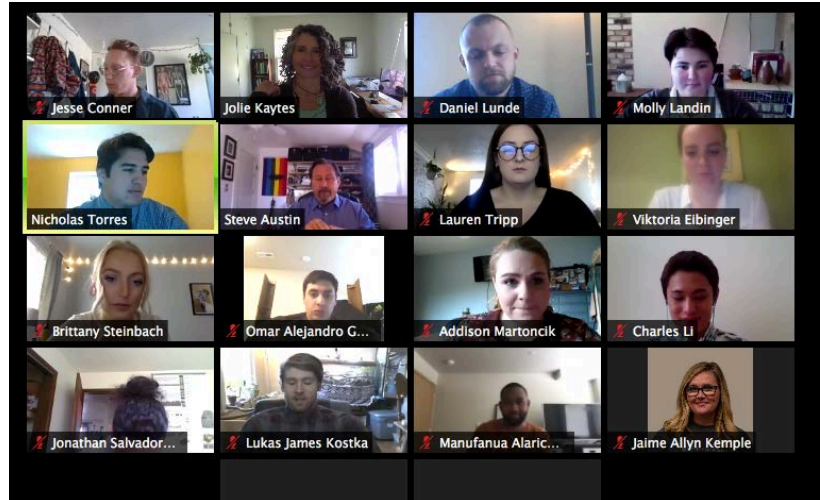 Jesse Conner
Jolie Kaytes
Daniel Lunde
Molly Landin
Nicholas Torres
Steve Austin
Lauren Tripp
Viktoria Eibinger
Brittany Steinbach
Omar Alejandro G...
Addison Martoncik
Charles Li
Jonathan Salvador...
Lukas James Kostka
Manufanua Alaric...
Jaime Allyn Kemple